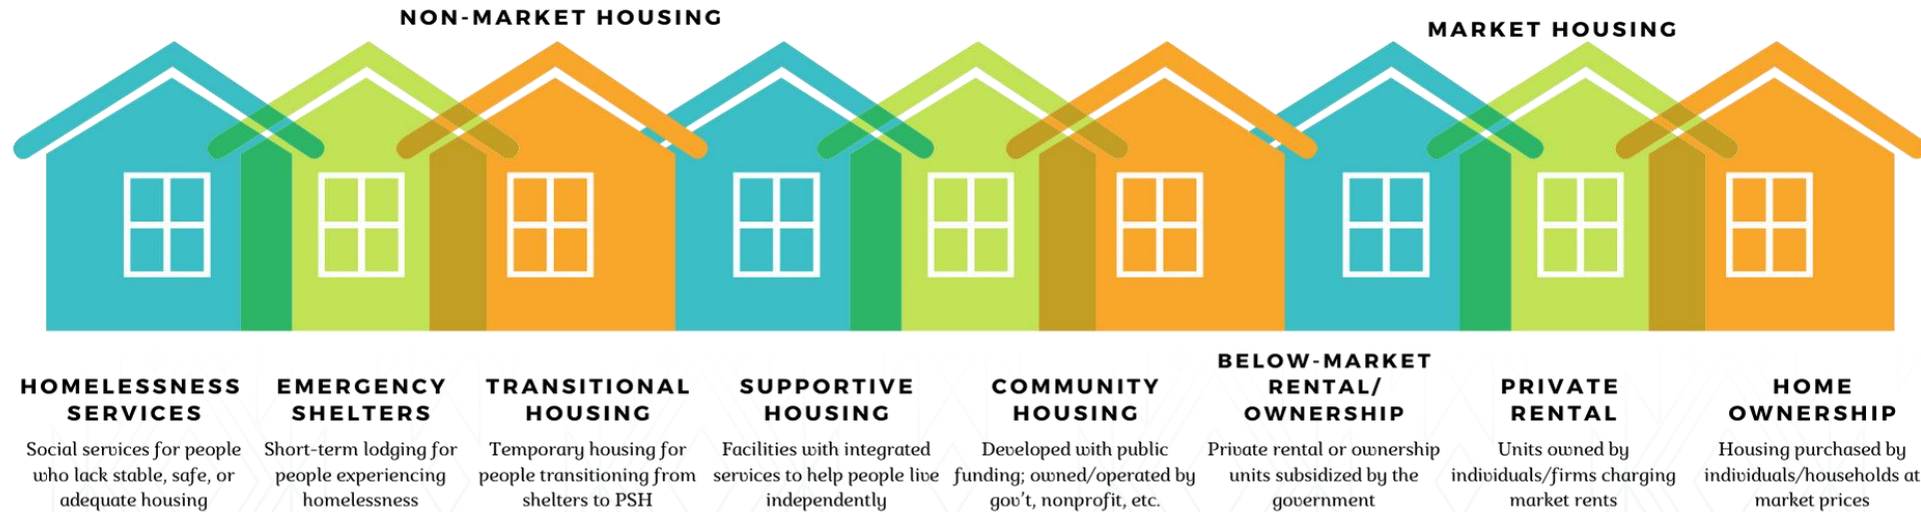 NON-MARKET HOUSING
MARKET HOUSING
HOMELESSNESS
SERVICES
Social services for people
who lack stable, safe, or
adequate housing
EMERGENCY
SHELTERS
Short-term lodging for
people experiencing
homelessness
TRANSITIONAL
HOUSING
Temporary housing for
people transitioning from
shelters to PSH
SUPPORTIVE
HOUSING
Facilities with integrated
services to help people live
independently
COMMUNITY
HOUSING
Developed with public
funding; owned/operated by
gov't, nonprofit, etc.
BELOW-MARKET
RENTAL/
OWNERSHIP
Private rental or ownership
units subsidized by the
government
PRIVATE
RENTAL
Units owned by
individuals/firms charging
market rents
HOME
OWNERSHIP
Housing purchased by
individuals/households at
market prices